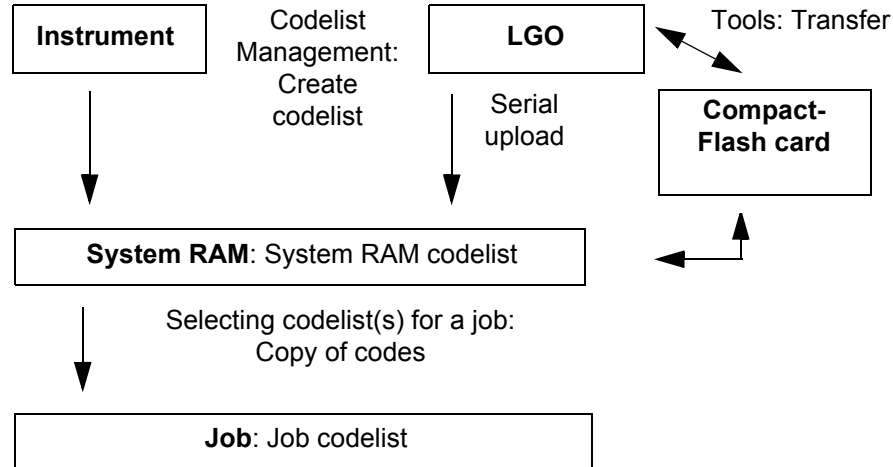 Instrument
Codelist
Management:
Create
codelist
LGO
Tools: Transfer
Serial
upload
Compact-
Flash card
System RAM: System RAM codelist
Selecting codelist(s) for a job:
Copy of codes
Job: Job codelist